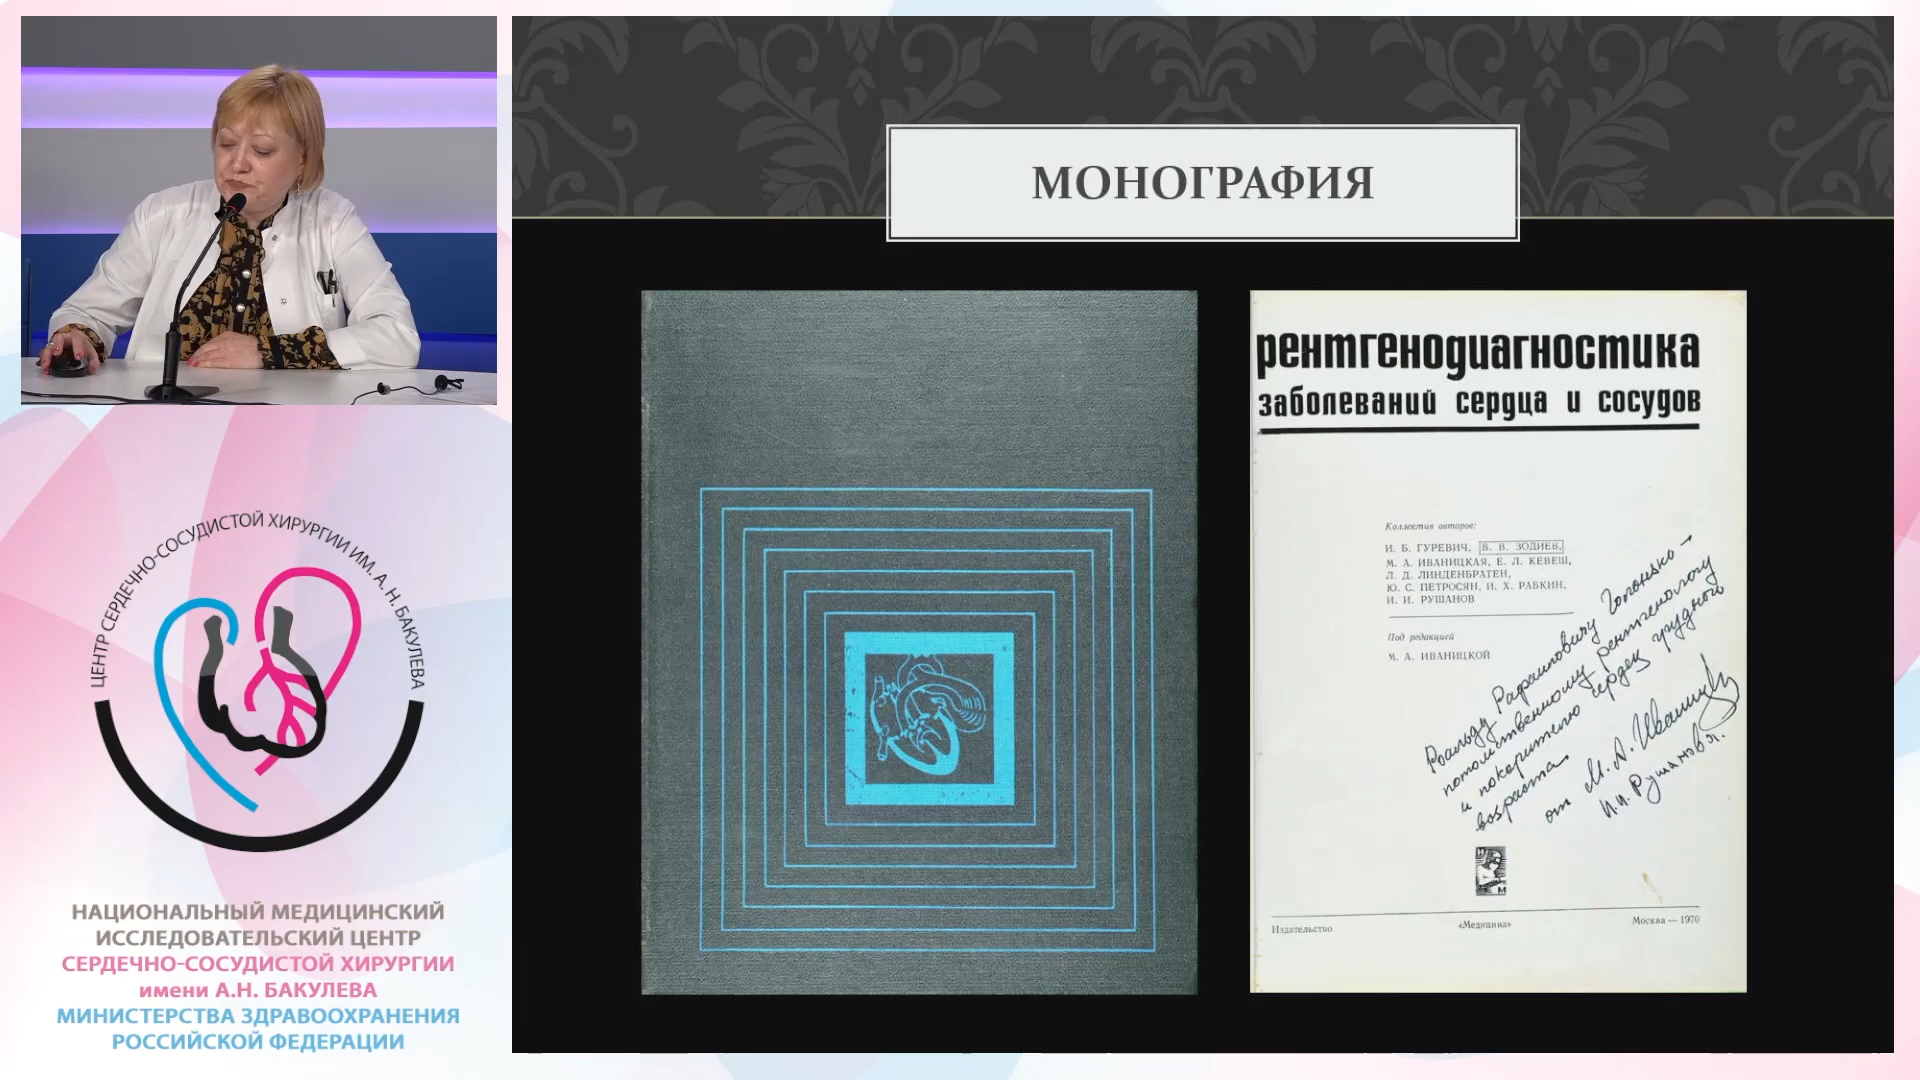 МОНОГРАФИЯ
рентгенодиагностика
заболеваний сердца и сосудов
Коллектив авторов:
И. Б. ГУРЕВИЧ, В. В. ЗОДИЕВ,
М. А. ИВАНИЦКАЯ, Е. Л. КЕВЕШ,
Л. Д. ЛИНДЕНБРАТЕН,
Ю. С. ПЕТРОСЯН, И. Х. РАБКИН,
И. И. РУШАНОВ
Под редакцией
М. А. ИВАНИЦКОЙ
Роальду Рафаиловичу
потомственному рентгенологу
и покорителю сердец грудного
возраста
от М. А. Иваницкой
И.И. Рушанов
И
М
Издательство «Медицина» Москва — 1970
ЦЕНТР СЕРДЕЧНО-СОСУДИСТОЙ ХИРУРГИИ ИМ. А. Н. БАКУЛЕВА
НАЦИОНАЛЬНЫЙ МЕДИЦИНСКИЙ
ИССЛЕДОВАТЕЛЬСКИЙ ЦЕНТР
СЕРДЕЧНО-СОСУДИСТОЙ ХИРУРГИИ
имени А.Н. БАКУЛЕВА
МИНИСТЕРСТВА ЗДРАВООХРАНЕНИЯ
РОССИЙСКОЙ ФЕДЕРАЦИИ